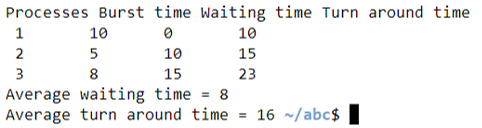 Processes Burst time Waiting time Turn around time
1 10 0 10
2 5 10 15
3 8 15 23
Average waiting time = 8
Average turn around time = 16 ~/abc$